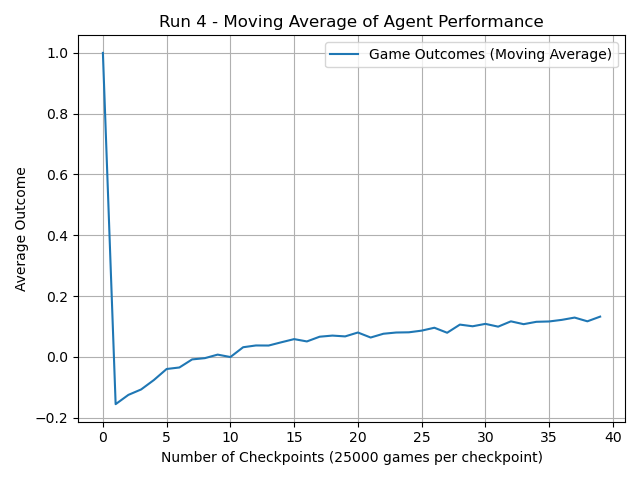 Run 4 - Moving Average of Agent Performance
Game Outcomes (Moving Average)
Average Outcome
1.0
0.8
0.6
0.4
0.2
0.0
−0.2
0 5 10 15 20 25 30 35 40
Number of Checkpoints (25000 games per checkpoint)